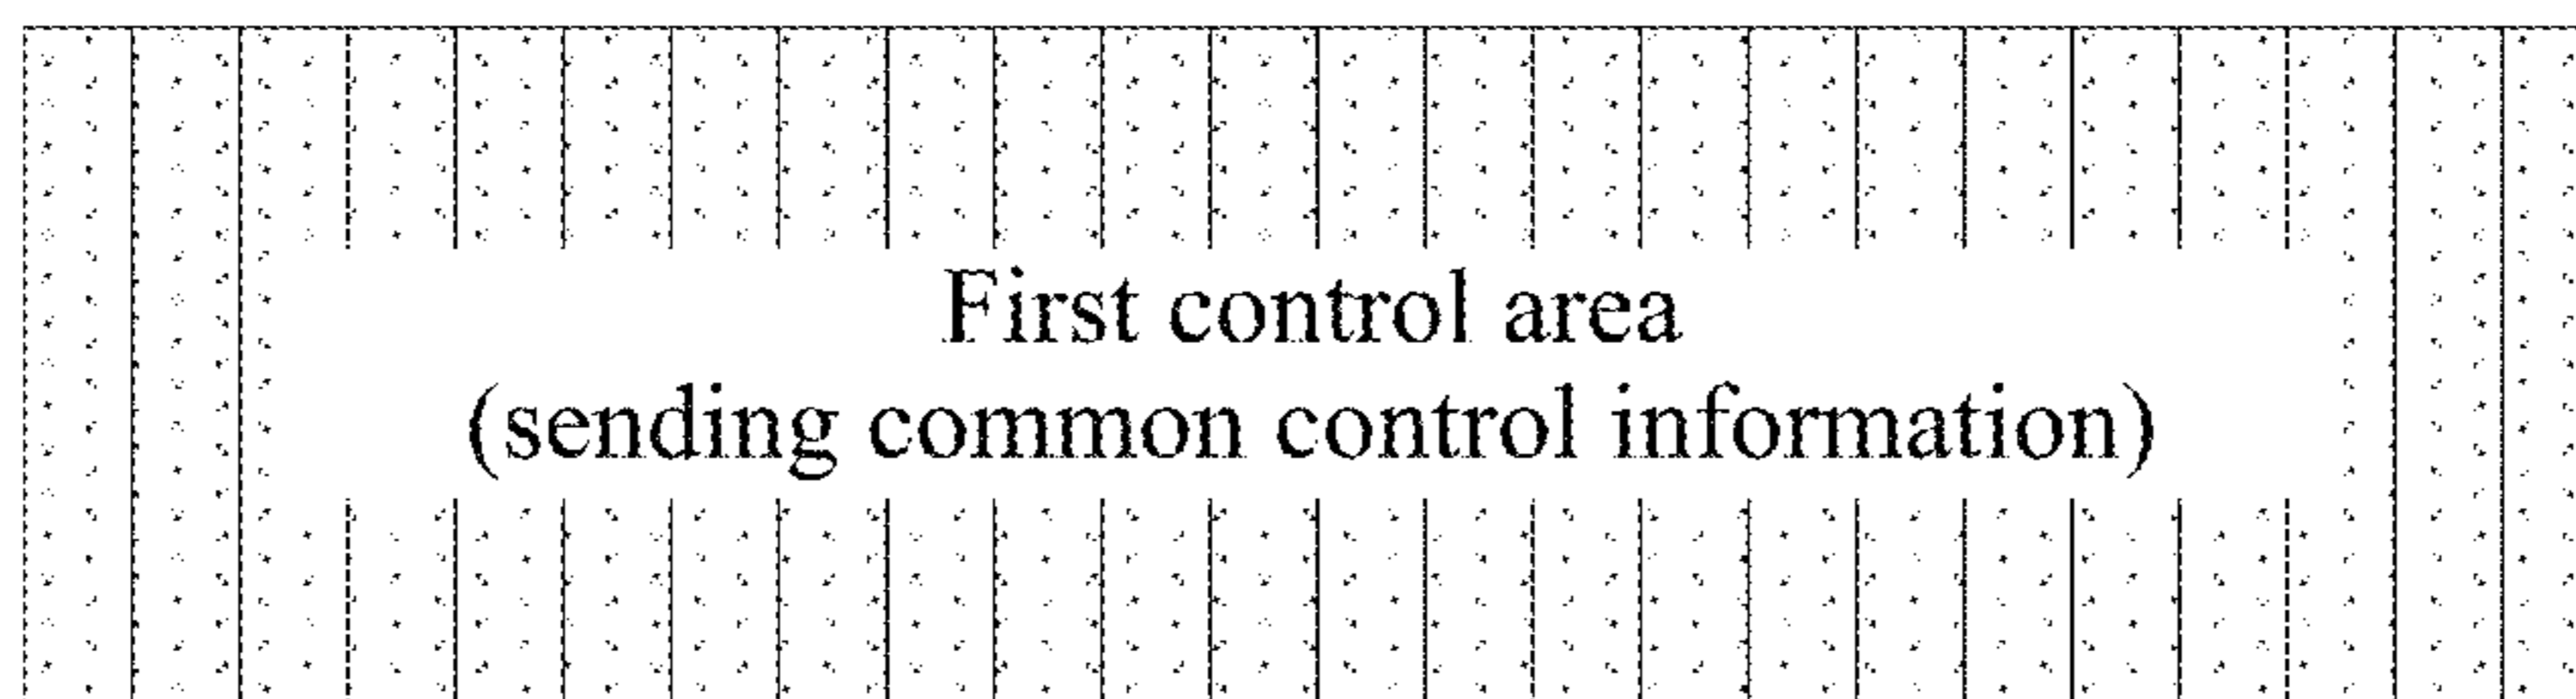 First control area
(sending common control information)